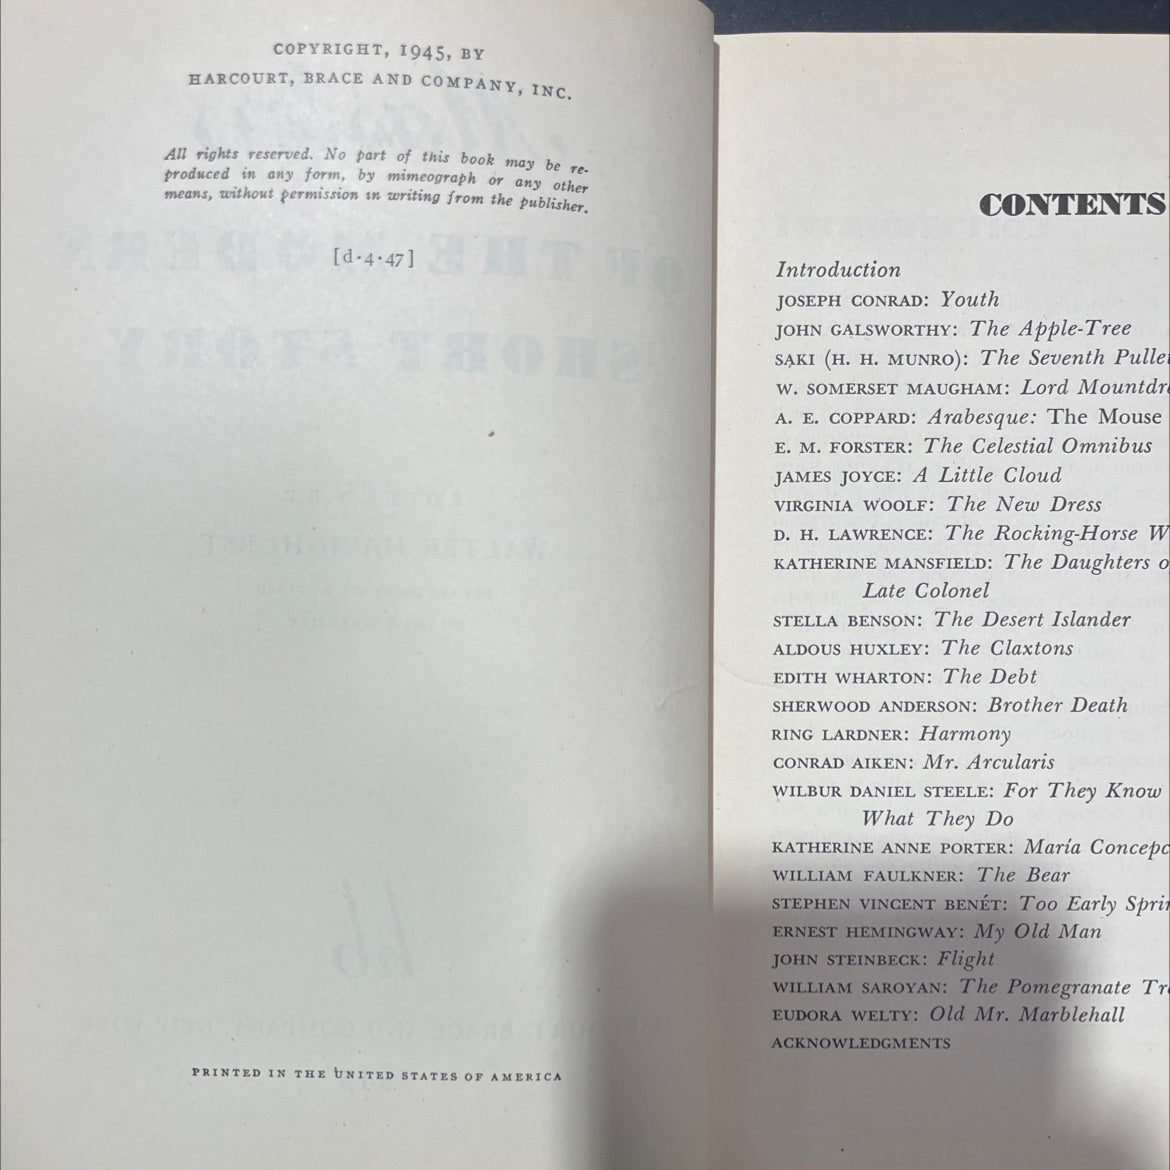 COPYRIGHT, 1945, BY
HARCOURT, BRACE AND COMPANY, INC.
All rights reserved. No part of this book may be re-
produced in any form, by mimeograph or any other
means, without permission in writing from the publisher.
[d·4·47]
PRINTED IN THE UNITED STATES OF AMERICA
CONTENTS
Introduction
JOSEPH CONRAD: Youth
JOHN GALSWORTHY: The Apple-Tree
SAKI (H. H. MUNRO): The Seventh Pulle
W. SOMERSET MAUGHAM: Lord Mountdr
A. E. COPPARD: Arabesque: The Mouse
E. M. FORSTER: The Celestial Omnibus
JAMES JOYCE: A Little Cloud
VIRGINIA WOOLF: The New Dress
D. H. LAWRENCE: The Rocking-Horse W
KATHERINE MANSFIELD: The Daughters o
Late Colonel
STELLA BENSON: The Desert Islander
ALDOUS HUXLEY: The Claxtons
EDITH WHARTON: The Debt
SHERWOOD ANDERSON: Brother Death
RING LARDNER: Harmony
CONRAD AIKEN: Mr. Arcularis
WILBUR DANIEL STEELE: For They Know
What They Do
KATHERINE ANNE PORTER: María Concepc
WILLIAM FAULKNER: The Bear
STEPHEN VINCENT BENÉT: Too Early Sprin
ERNEST HEMINGWAY: My Old Man
JOHN STEINBECK: Flight
WILLIAM SAROYAN: The Pomegranate Tr
EUDORA WELTY: Old Mr. Marblehall
ACKNOWLEDGMENTS